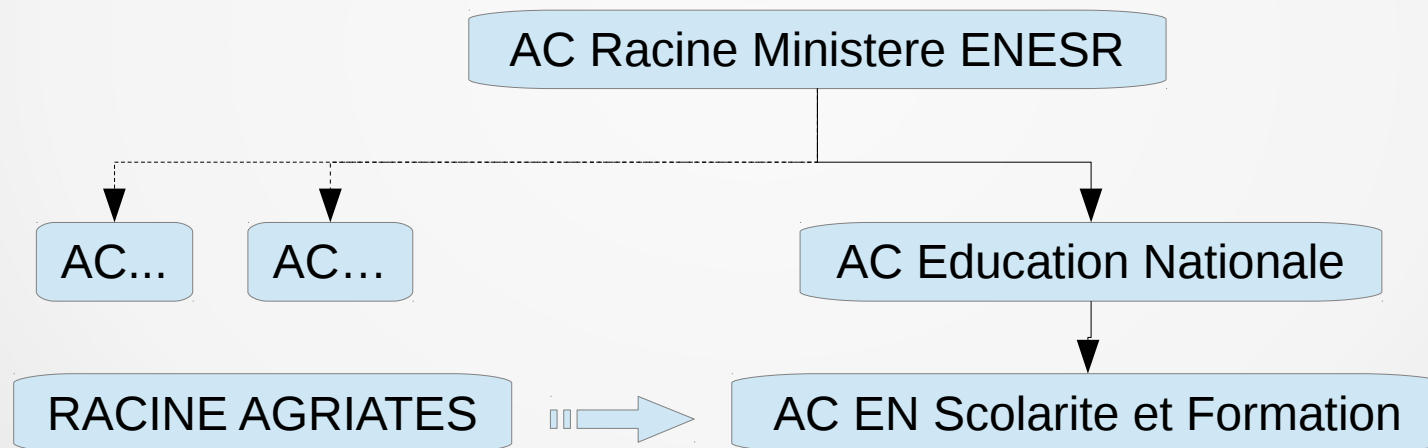 AC Racine Ministere ENESR
AC...
AC...
AC Education Nationale
RACINE AGRIATES
AC EN Scolarite et Formation